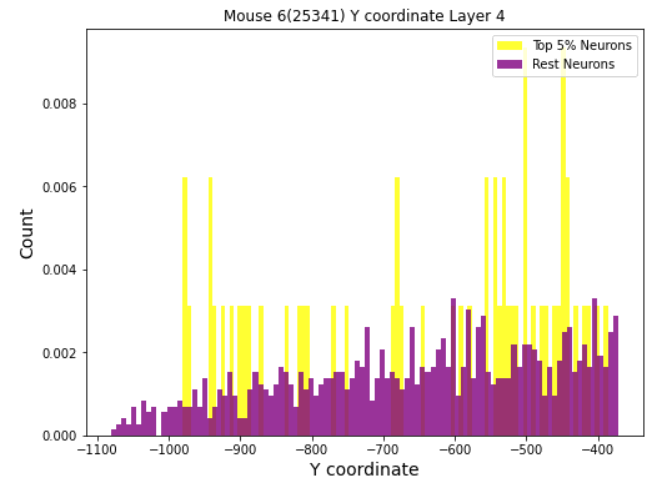 Mouse 6(25341) Y coordinate Layer 4
Top 5% Neurons
Rest Neurons
Count
0.008
0.006
0.004
0.002
0.000
−1100
−1000
−900
−800
−700
−600
−500
−400
Y coordinate